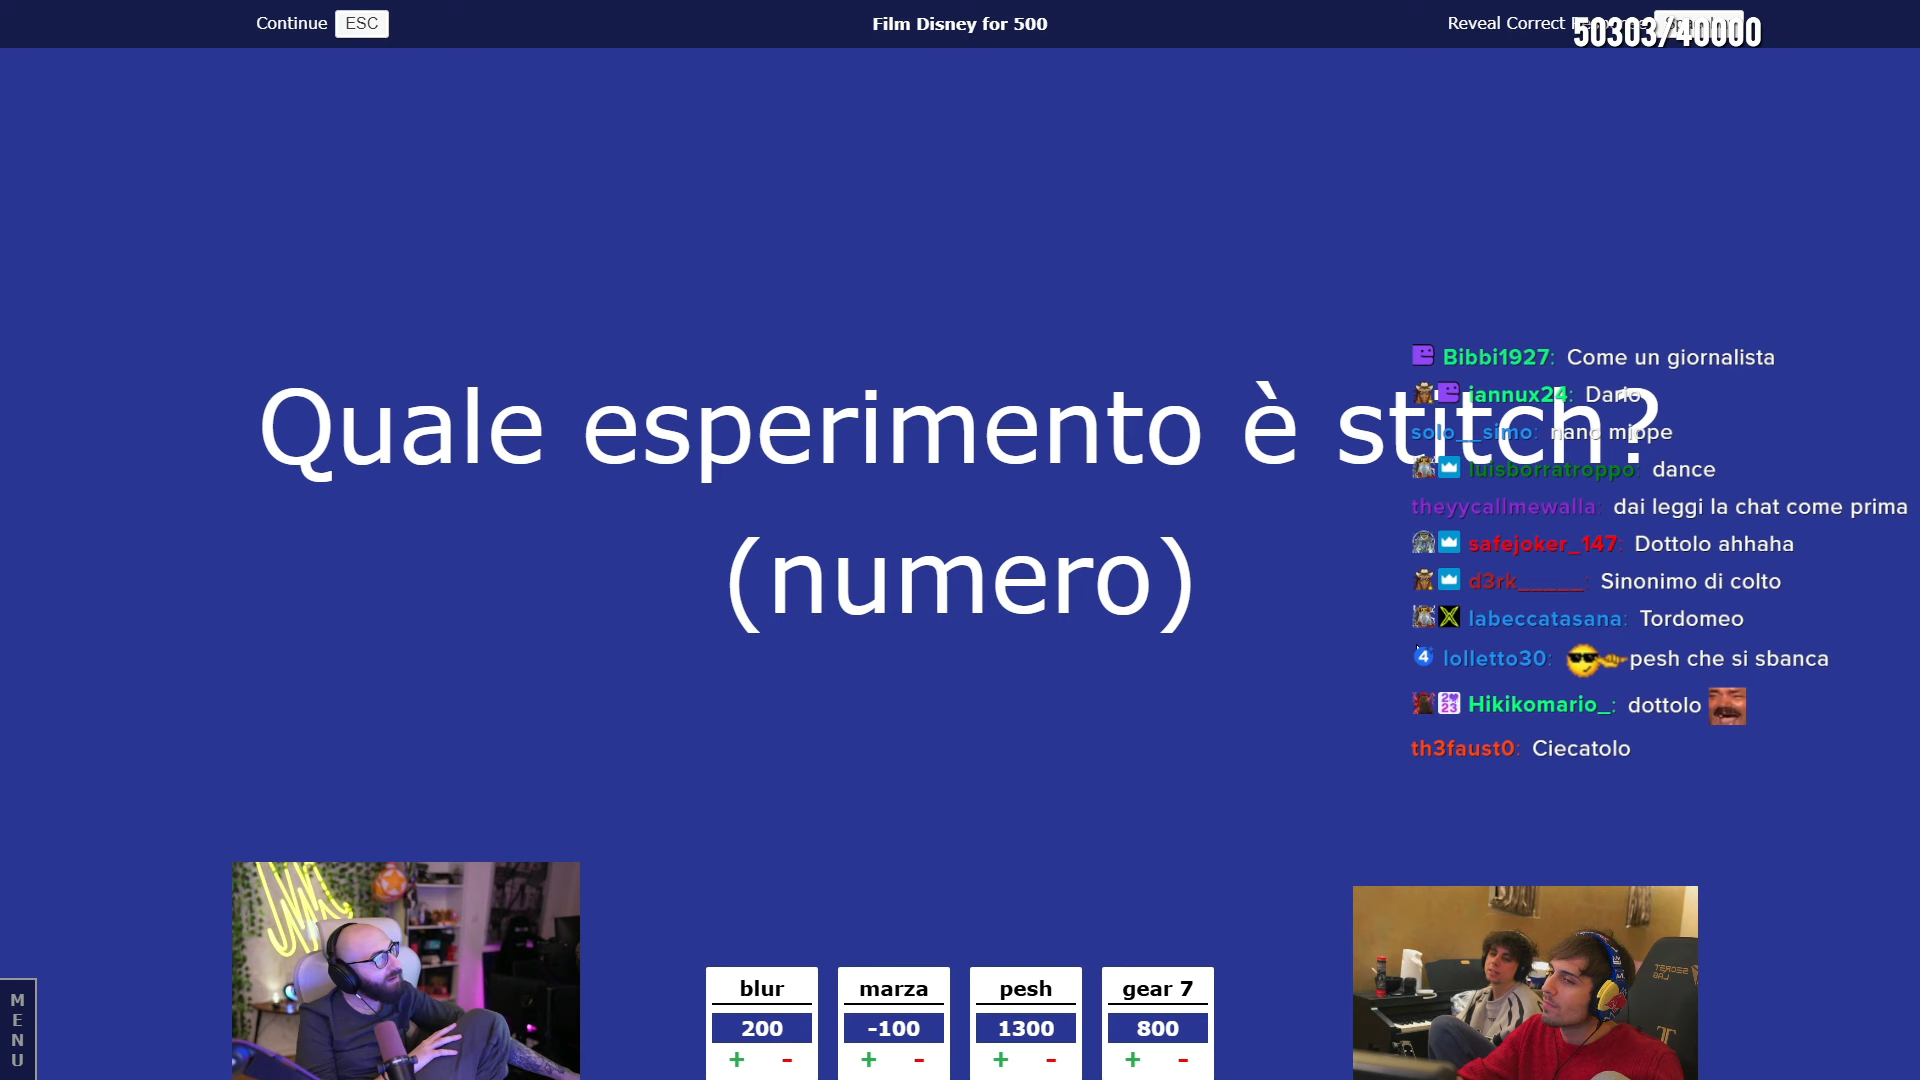 Continue ESC
Film Disney for 500
Reveal Correct
50303/40000
Quale esperimento è stitch?
(numero)
Bibbi1927: Come un giornalista
iannux24: Dario
solo__simo: nano miope
luisborratroppo: dance
theyycallmewalla: dai leggi la chat come prima
safejoker_147: Dottolo ahhaha
d3rk_____: Sinonimo di colto
labeccatasana: Tordomeo
4 lolletto30: pesh che si sbanca
Hikikomario_: dottolo
th3faust0: Ciecatolo
MENU
blur
200
+ -
marza
-100
+ -
pesh
1300
+ -
gear 7
800
+ -